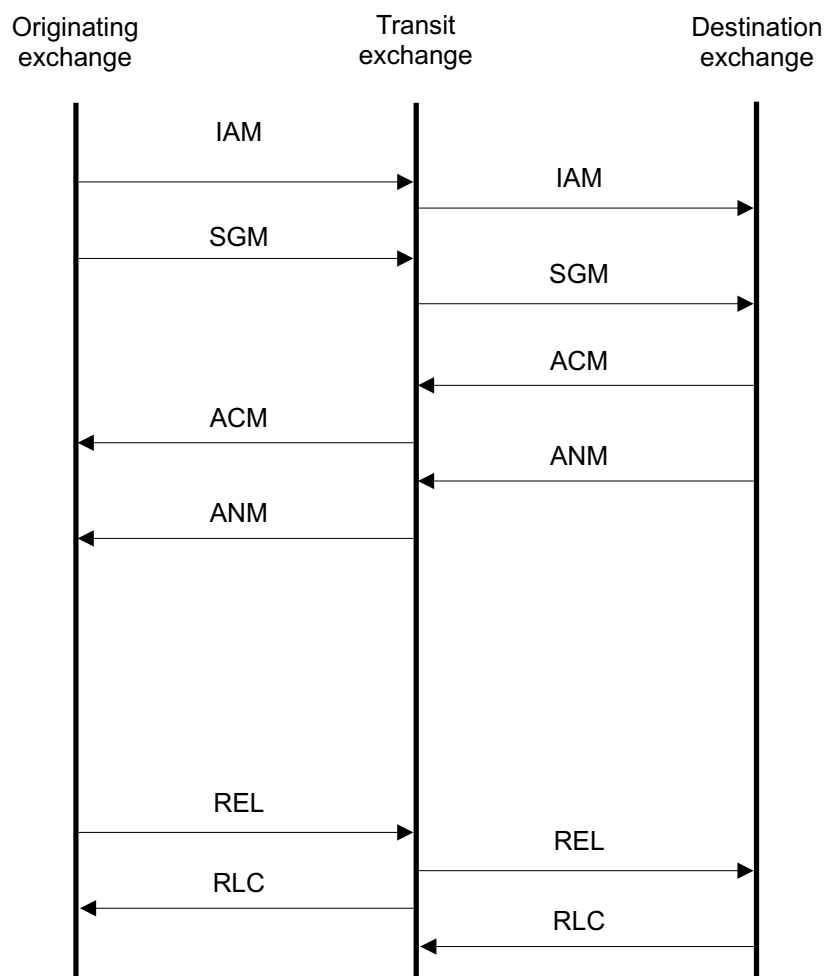 Originating
exchange
Transit
exchange
Destination
exchange
IAM
IAM
SGM
SGM
ACM
ACM
ANM
ANM
REL
REL
RLC
RLC